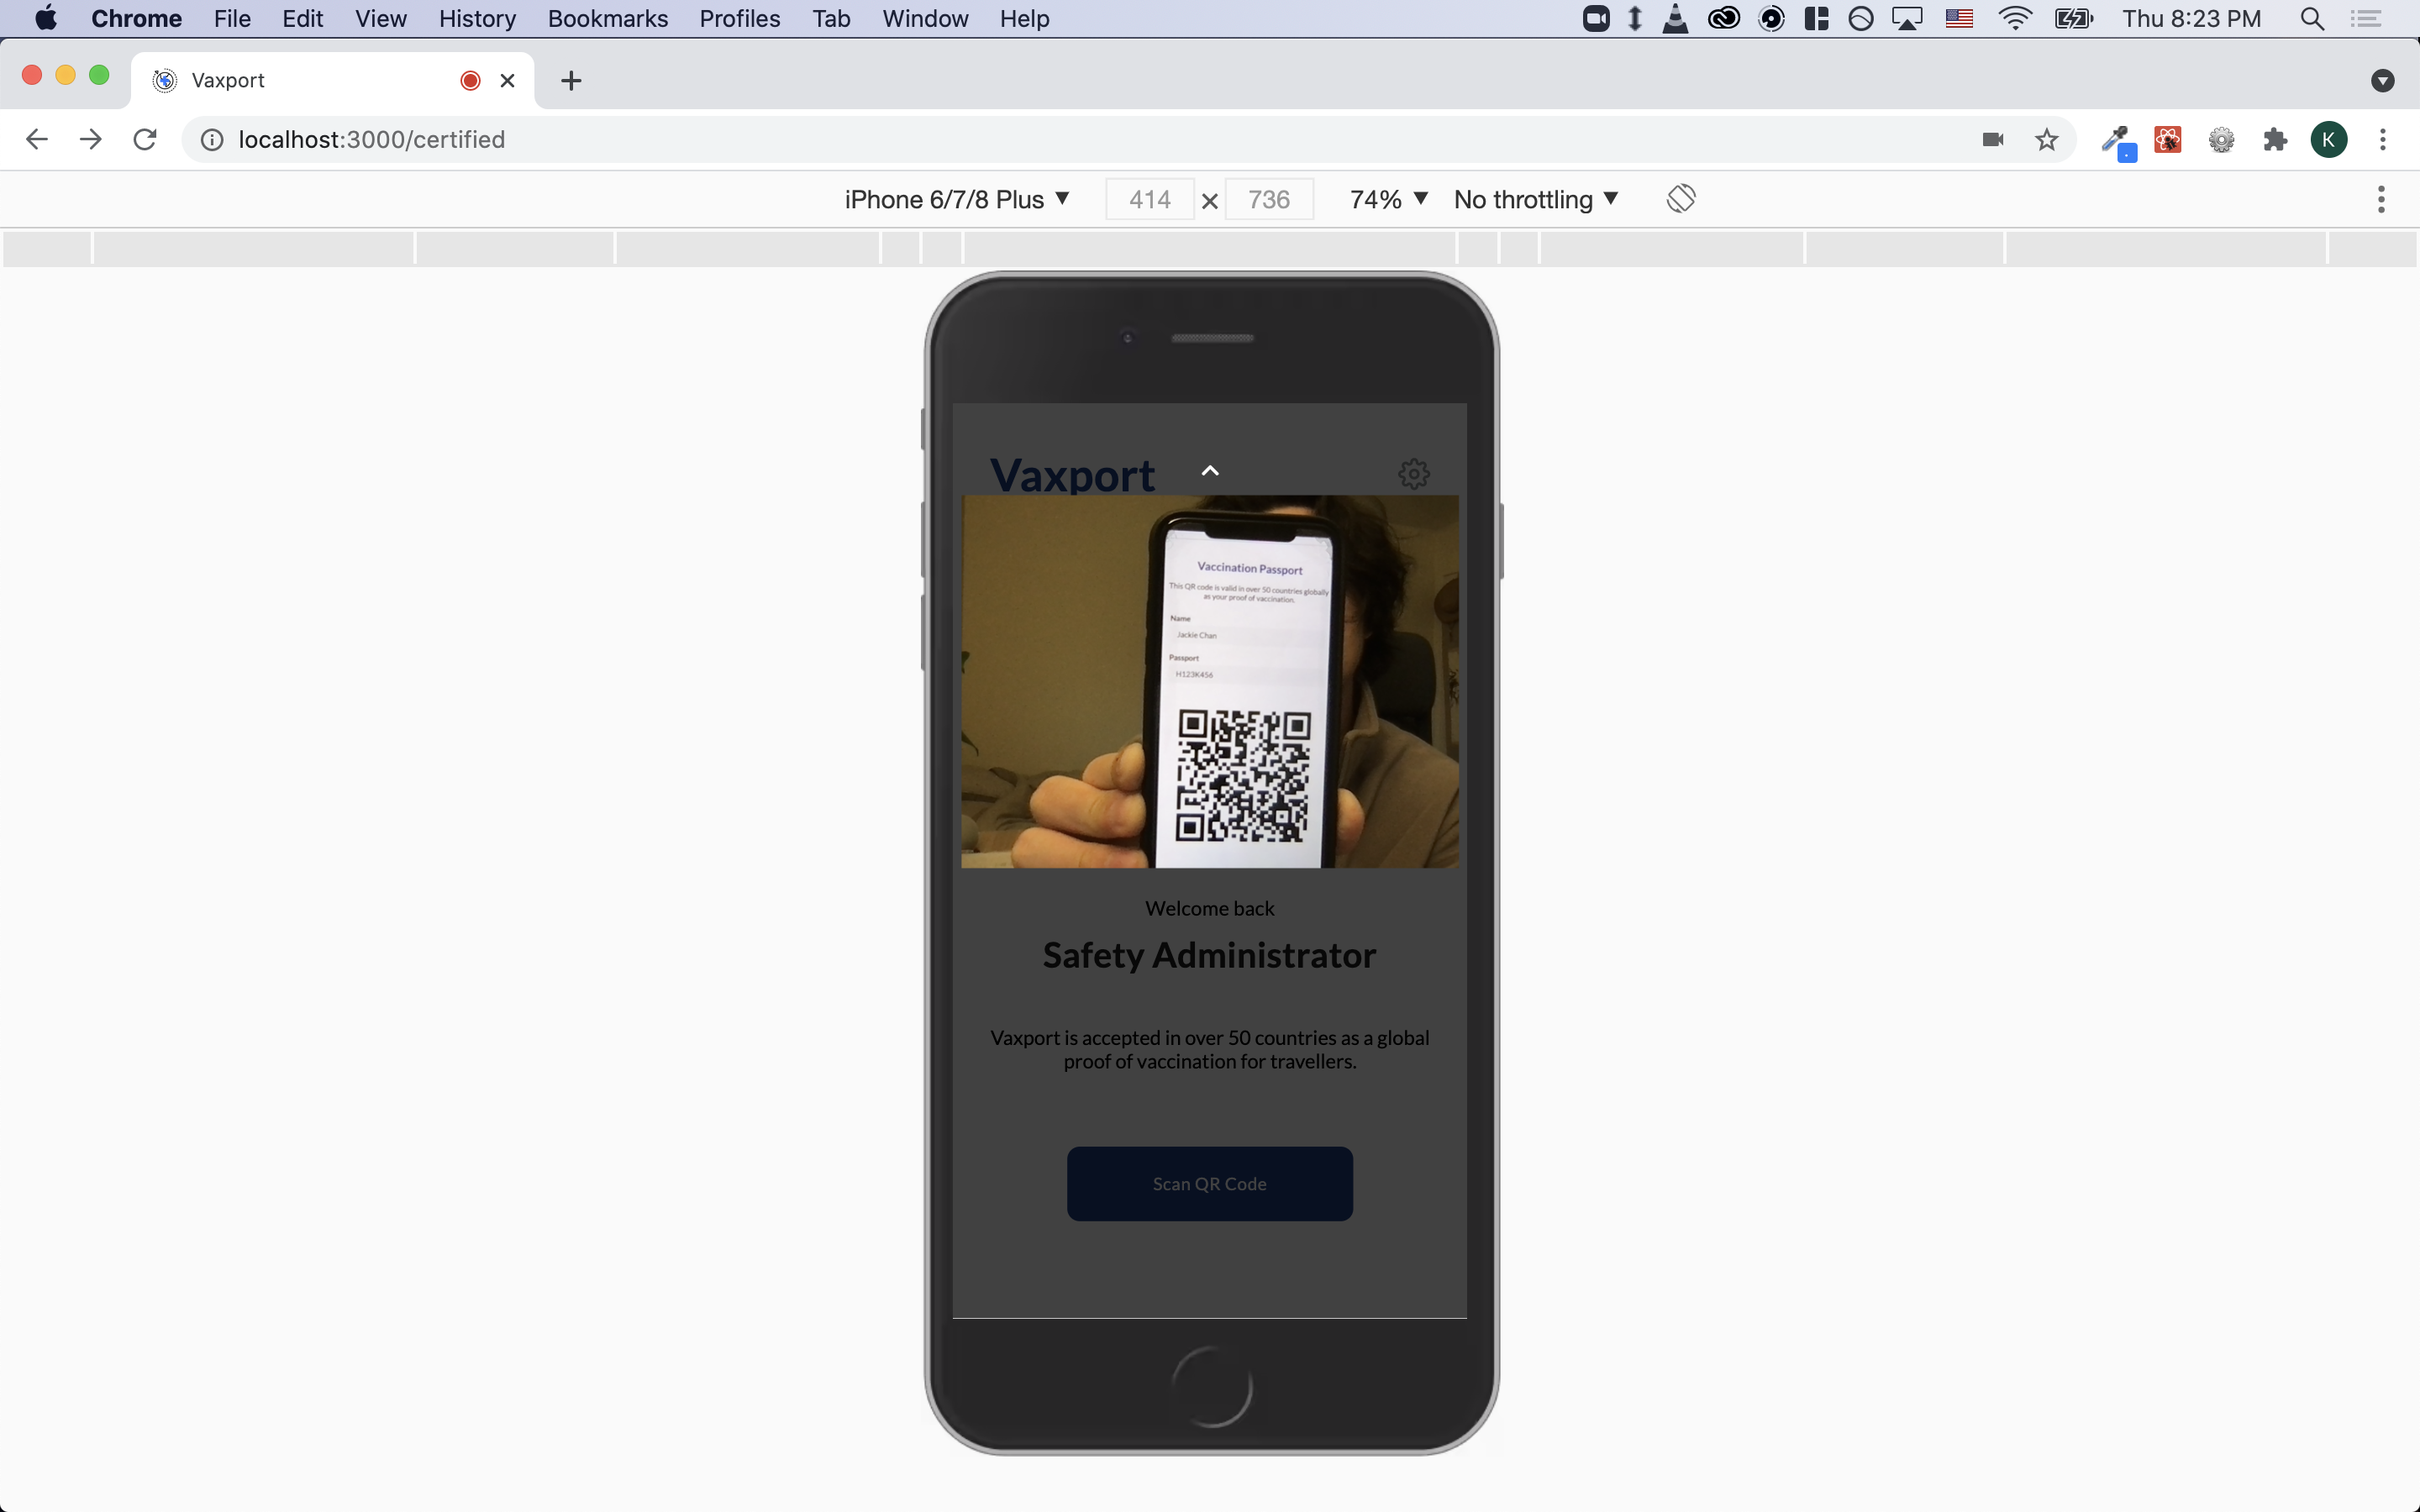 Chrome File Edit View History Bookmarks Profiles Tab Window Help Thu 8:23 PM
Vaxport
localhost:3000/certified K
iPhone 6/7/8 Plus 414 × 736 74% No throttling
Vaxport
Vaccination Passport
This QR code is valid in over 50 countries globally
as your proof of vaccination.
Name
Jackie Chan
Passport
H123K456
Welcome back
Safety Administrator
Vaxport is accepted in over 50 countries as a global
proof of vaccination for travellers.
Scan QR Code